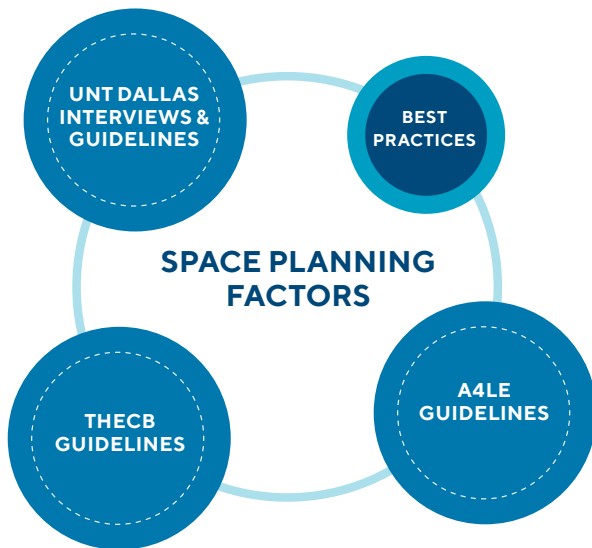 UNT DALLAS
INTERVIEWS &
GUIDELINES
BEST
PRACTICES
SPACE PLANNING
FACTORS
A4LE
GUIDELINES
THECB
GUIDELINES